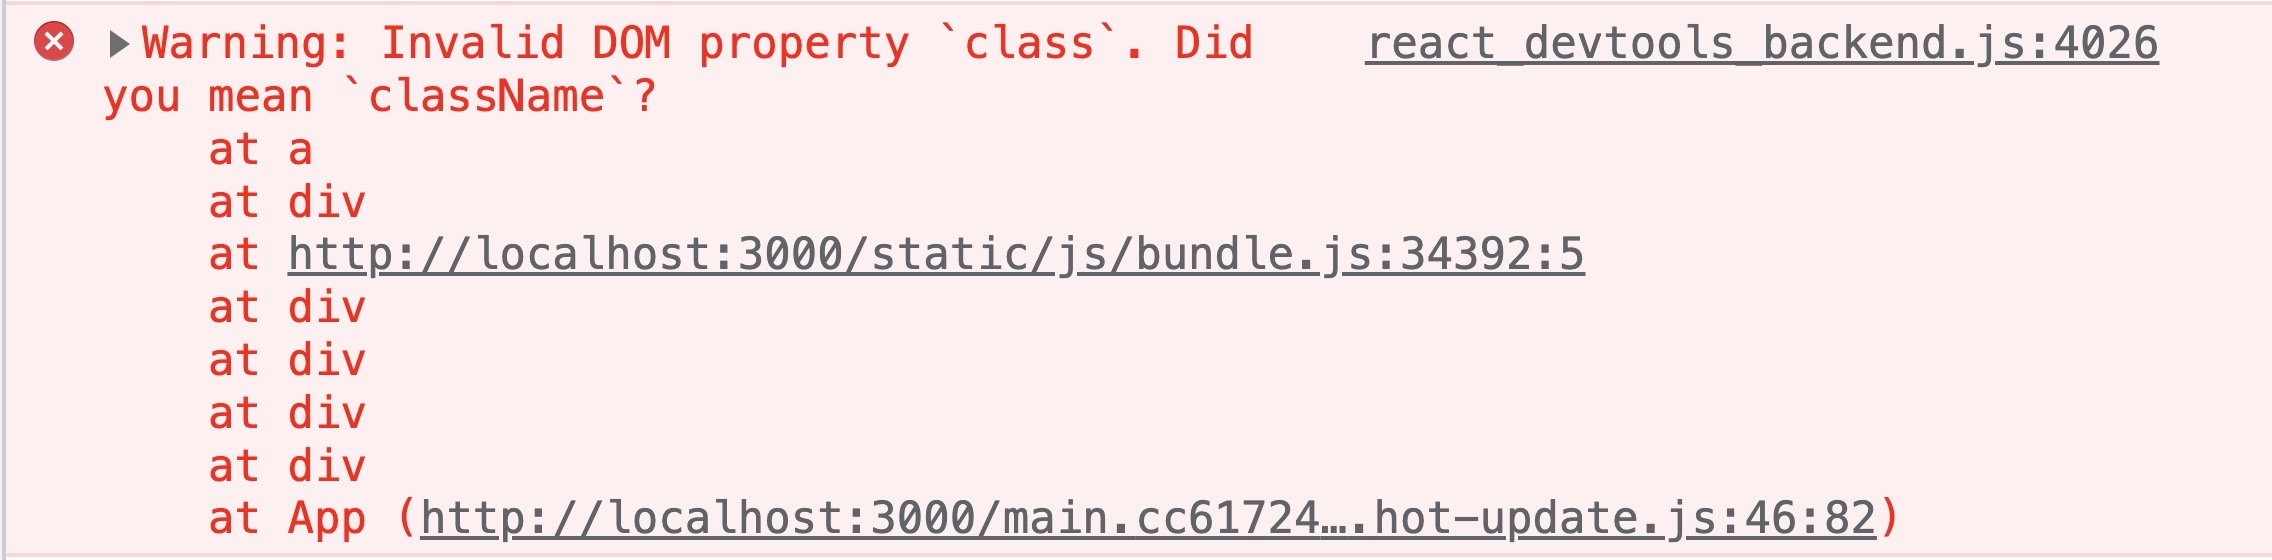 Warning: Invalid DOM property `class`. Did react_devtools_backend.js:4026
you mean `className`?
at a
at div
at http://localhost:3000/static/js/bundle.js:34392:5
at div
at div
at div
at div
at App (http://localhost:3000/main.cc61724….hot-update.js:46:82)